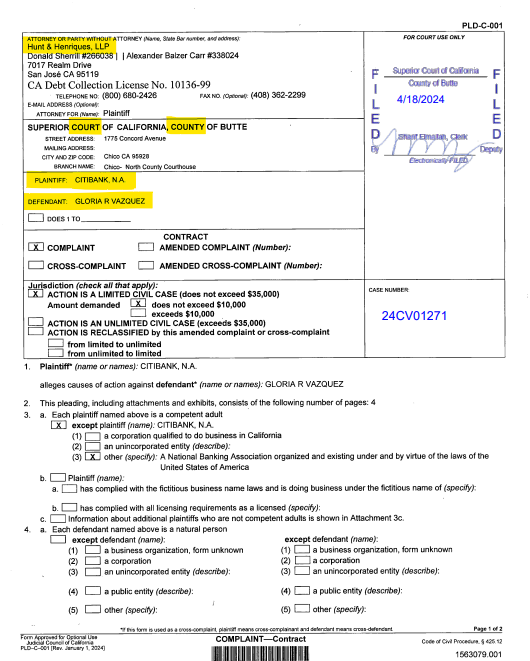 PLD-C-001
ATTORNEY OR PARTY WITHOUT ATTORNEY (Name, State Bar number, and address):
Hunt & Henriques, LLP
Donald Sherrill #266038 | | Alexander Balzer Carr #338024
7017 Realm Drive
San José CA 95119
CA Debt Collection License No. 10136-99
TELEPHONE NO: (800) 680-2426 FAX NO. (Optional): (408) 362-2299
E-MAIL ADDRESS (Optional):
ATTORNEY FOR (Name): Plaintiff
FOR COURT USE ONLY
FILED
Superior Court of California
County of Butte
4/18/2024
Sharif Elmallah, Clerk
By Deputy
Electronically FILED
SUPERIOR COURT OF CALIFORNIA, COUNTY OF BUTTE
STREET ADDRESS: 1775 Concord Avenue
MAILING ADDRESS:
CITY AND ZIP CODE: Chico CA 95928
BRANCH NAME: Chico- North County Courthouse
PLAINTIFF: CITIBANK, N.A.
DEFENDANT: GLORIA R VAZQUEZ
DOES 1 TO
CONTRACT
X COMPLAINT AMENDED COMPLAINT (Number):
CROSS-COMPLAINT AMENDED CROSS-COMPLAINT (Number):
Jurisdiction (check all that apply):
X ACTION IS A LIMITED CIVIL CASE (does not exceed $35,000)
Amount demanded X does not exceed $10,000
exceeds $10,000
ACTION IS AN UNLIMITED CIVIL CASE (exceeds $35,000)
ACTION IS RECLASSIFIED by this amended complaint or cross-complaint
from limited to unlimited
from unlimited to limited
CASE NUMBER:
24CV01271
1. Plaintiff* (name or names): CITIBANK, N.A.
alleges causes of action against defendant* (name or names): GLORIA R VAZQUEZ
2. This pleading, including attachments and exhibits, consists of the following number of pages: 4
3. a. Each plaintiff named above is a competent adult
X except plaintiff (name): CITIBANK, N.A.
(1) a corporation qualified to do business in California
(2) an unincorporated entity (describe):
(3) X other (specify): A National Banking Association organized and existing under and by virtue of the laws of the
United States of America
b. Plaintiff (name):
a. has complied with the fictitious business name laws and is doing business under the fictitious name of (specify):
b. has complied with all licensing requirements as a licensed (specify):
c. Information about additional plaintiffs who are not competent adults is shown in Attachment 3c.
4. a. Each defendant named above is a natural person
except defendant (name): except defendant (name):
(1) a business organization, form unknown (1) a business organization, form unknown
(2) a corporation (2) a corporation
(3) an unincorporated entity (describe): (3) an unincorporated entity (describe):
(4) a public entity (describe): (4) a public entity (describe):
(5) other (specify): (5) other (specify):
*If this form is used as a cross-complaint, plaintiff means cross-complainant and defendant means cross-defendant.
Page 1 of 2
Form Approved for Optional Use
Judicial Council of California
PLD-C-001 [Rev. January 1, 2024]
COMPLAINT—Contract
Code of Civil Procedure, § 425.12
1563079.001